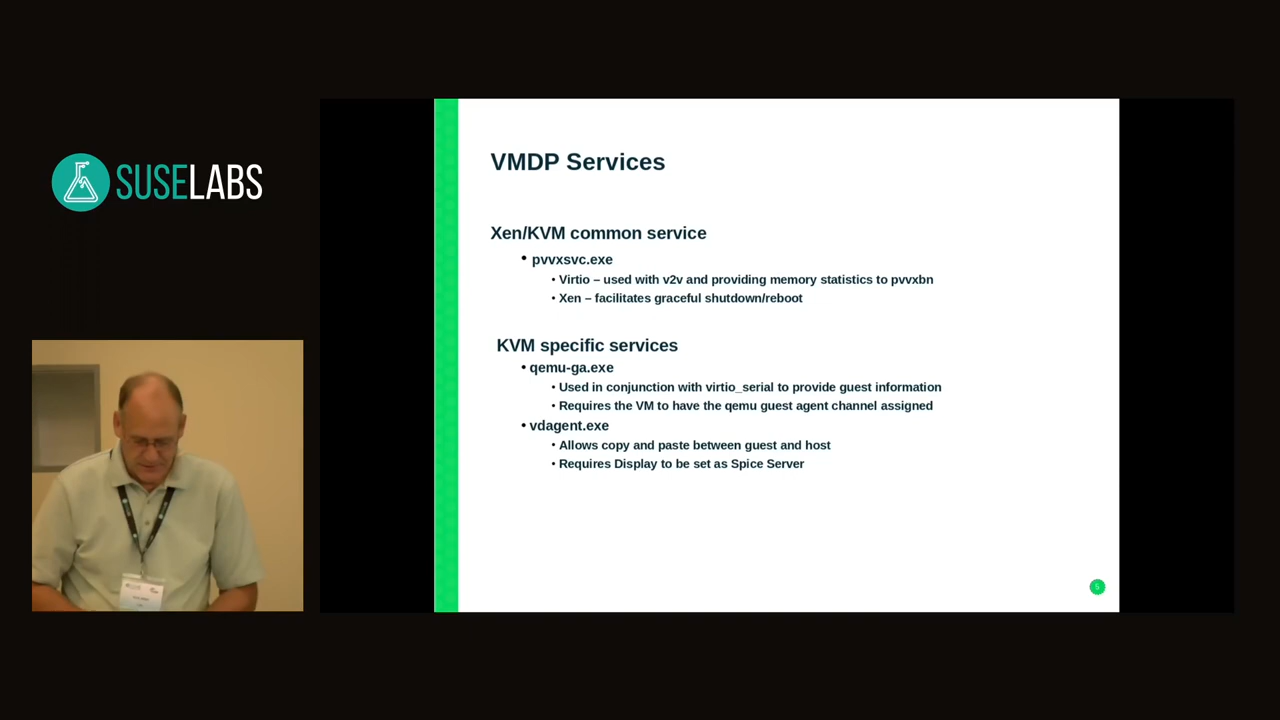 SUSELABS
VMDP Services
Xen/KVM common service
• pvvxsvc.exe
• Virtio – used with v2v and providing memory statistics to pvvxbn
• Xen – facilitates graceful shutdown/reboot
KVM specific services
• qemu-ga.exe
• Used in conjunction with virtio_serial to provide guest information
• Requires the VM to have the qemu guest agent channel assigned
• vdagent.exe
• Allows copy and paste between guest and host
• Requires Display to be set as Spice Server
5